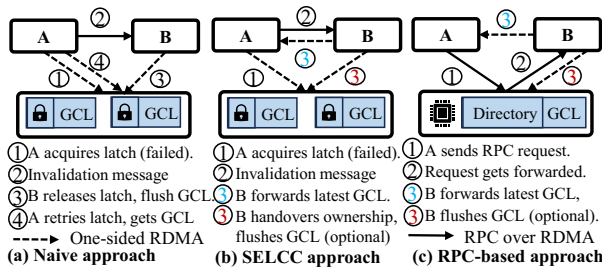 A ② B
① ④ ③
GCL GCL
①A acquires latch (failed).
②Invalidation message
③B releases latch, flush GCL.
④A retries latch, gets GCL
One-sided RDMA
(a) Naive approach
A ② B
③
① ③
GCL GCL
①A acquires latch (failed).
②Invalidation message
③B forwards latest GCL.
③B handovers ownership,
flushes GCL (optional)
(b) SELCC approach
A ③ B
① ② ③
Directory GCL
①A sends RPC request.
②Request gets forwarded.
③B forwards latest GCL,
③B flushes GCL (optional).
RPC over RDMA
(c) RPC-based approach